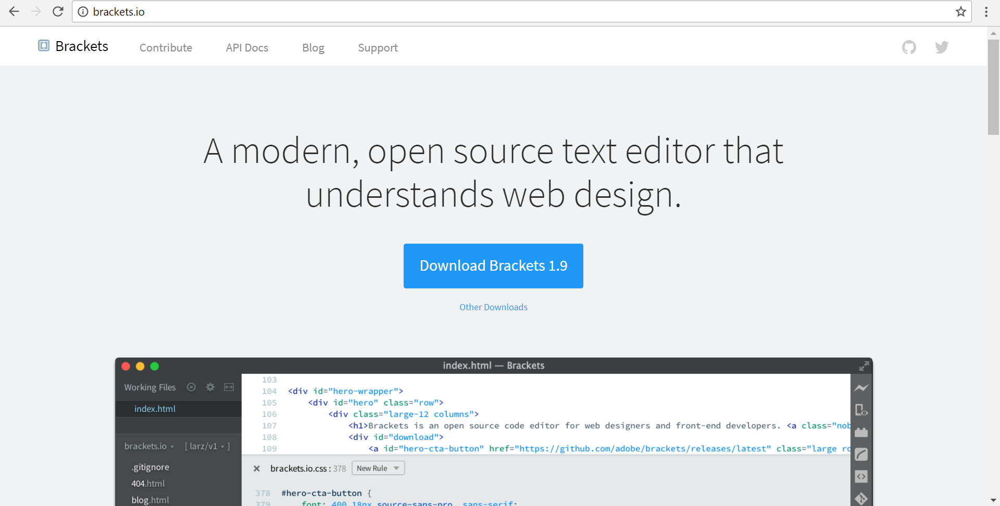 brackets.io
Brackets Contribute API Docs Blog Support
A modern, open source text editor that
understands web design.
Download Brackets 1.9
Other Downloads
index.html — Brackets
Working Files
index.html
brackets.io [ larz/v1 ]
.gitignore
404.html
blog.html
103
104 <div id="hero-wrapper">
105 <div id="hero" class="row">
106 <div class="large-12 columns">
107 <h1>Brackets is an open source code editor for web designers and front-end developers. <a class="nob
108 <div id="download">
109 <a id="hero-cta-button" href="https://github.com/adobe/brackets/releases/latest" class="large ro
brackets.io.css : 378 New Rule
378 #hero-cta-button {
379 font: 400 18px source-sans-pro, sans-serif;